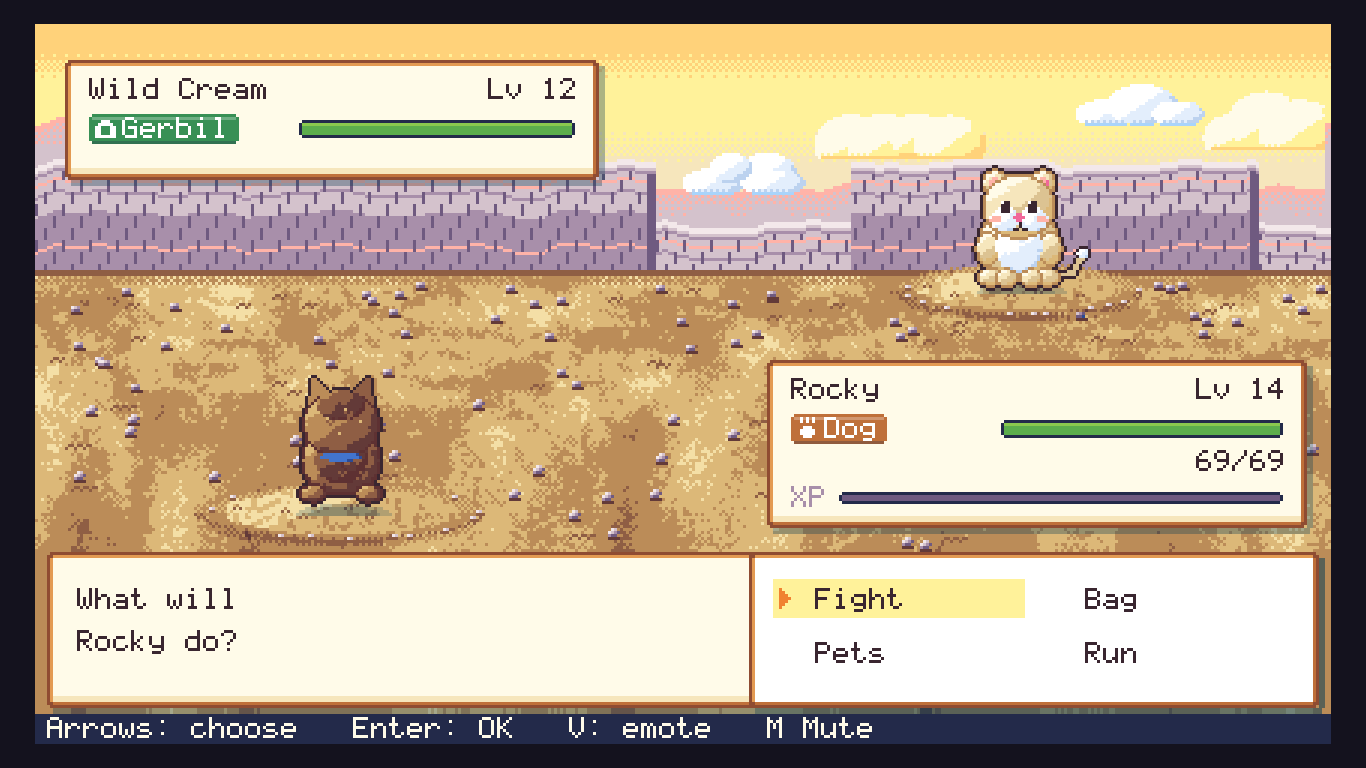 Wild Cream Lv 12
Gerbil
Rocky Lv 14
Dog
69/69
XP
What will
Rocky do?
Fight Bag
Pets Run
Arrows: choose Enter: OK V: emote M Mute